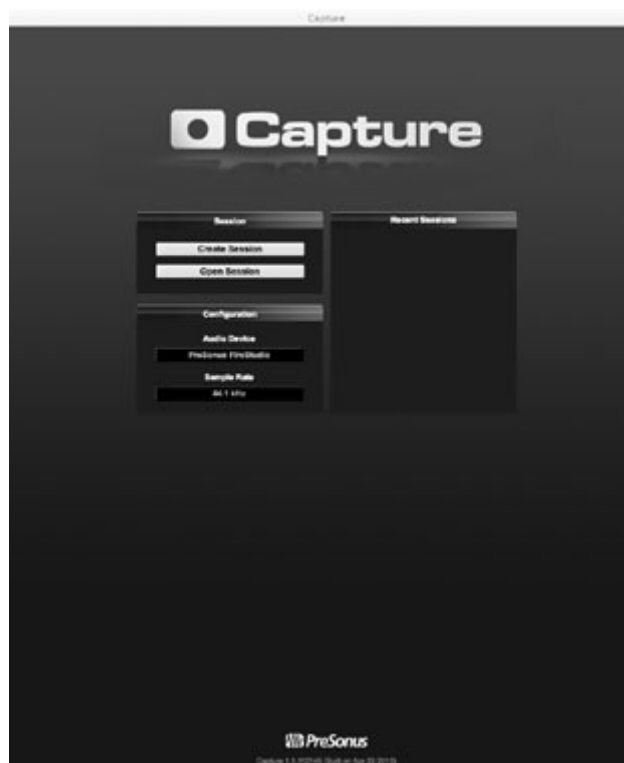 Capture
Capture
Session
Create Session
Open Session
Configuration
Audio Device
PreSonus FireStudio
Sample Rate
44.1 kHz
Recent Sessions
PreSonus